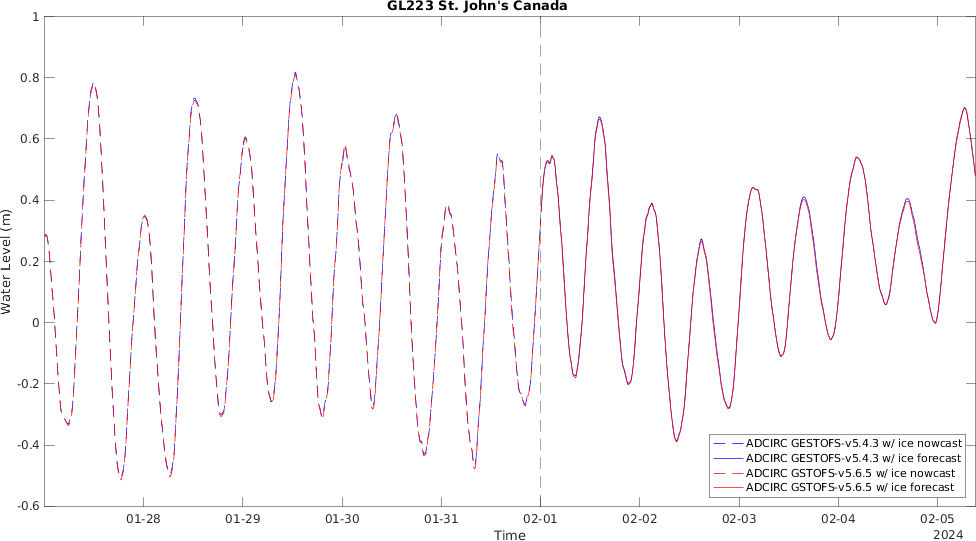 GL223 St. John's Canada
1
0.8
0.6
0.4
0.2
0
-0.2
-0.4
-0.6
Water Level (m)
01-28 01-29 01-30 01-31 02-01 02-02 02-03 02-04 02-05
Time
2024
ADCIRC GESTOFS-v5.4.3 w/ ice nowcast
ADCIRC GESTOFS-v5.4.3 w/ ice forecast
ADCIRC GSTOFS-v5.6.5 w/ ice nowcast
ADCIRC GSTOFS-v5.6.5 w/ ice forecast